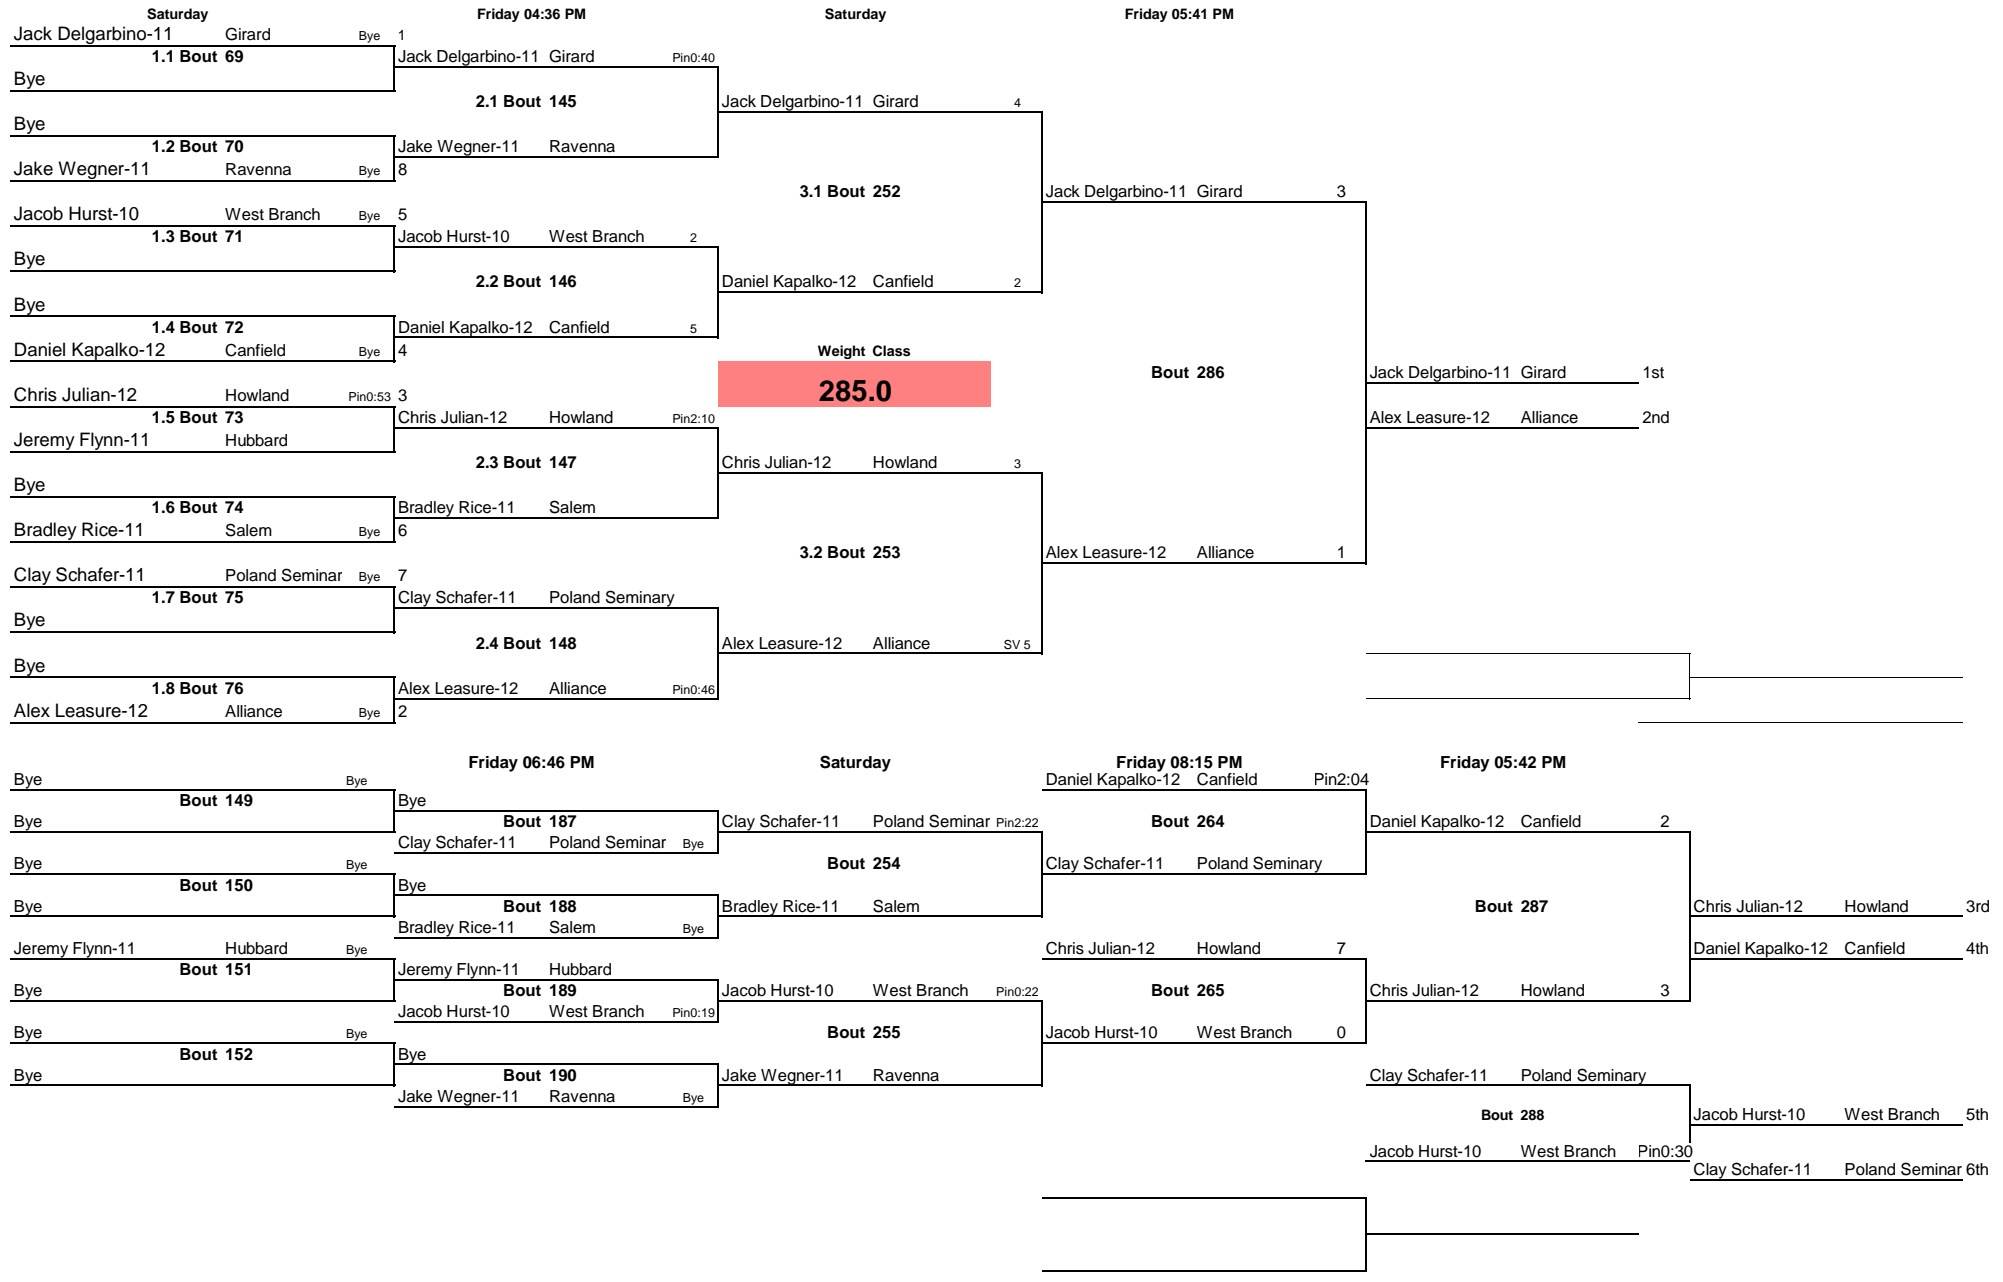 Saturday Friday 04:36 PM Saturday Friday 05:41 PM
Jack Delgarbino-11 Girard Bye 1
1.1 Bout 69 Jack Delgarbino-11 Girard Pin0:40
Bye
2.1 Bout 145 Jack Delgarbino-11 Girard 4
Bye
1.2 Bout 70 Jake Wegner-11 Ravenna
Jake Wegner-11 Ravenna Bye 8
3.1 Bout 252 Jack Delgarbino-11 Girard 3
Jacob Hurst-10 West Branch Bye 5
1.3 Bout 71 Jacob Hurst-10 West Branch 2
Bye
2.2 Bout 146 Daniel Kapalko-12 Canfield 2
Bye
1.4 Bout 72 Daniel Kapalko-12 Canfield 5
Daniel Kapalko-12 Canfield Bye 4 Weight Class
Bout 286 Jack Delgarbino-11 Girard 1st
285.0
Chris Julian-12 Howland Pin0:53 3
1.5 Bout 73 Chris Julian-12 Howland Pin2:10 Alex Leasure-12 Alliance 2nd
Jeremy Flynn-11 Hubbard
2.3 Bout 147 Chris Julian-12 Howland 3
Bye
1.6 Bout 74 Bradley Rice-11 Salem
Bradley Rice-11 Salem Bye 6
3.2 Bout 253 Alex Leasure-12 Alliance 1
Clay Schafer-11 Poland Seminar Bye 7
1.7 Bout 75 Clay Schafer-11 Poland Seminary
Bye
2.4 Bout 148 Alex Leasure-12 Alliance SV 5
Bye
1.8 Bout 76 Alex Leasure-12 Alliance Pin0:46
Alex Leasure-12 Alliance Bye 2
Friday 06:46 PM Saturday Friday 08:15 PM Friday 05:42 PM
Bye Bye Daniel Kapalko-12 Canfield Pin2:04
Bout 149 Bye
Bye Bout 187 Clay Schafer-11 Poland Seminar Pin2:22 Bout 264 Daniel Kapalko-12 Canfield 2
Clay Schafer-11 Poland Seminar Bye
Bye Bye Bout 254 Clay Schafer-11 Poland Seminary
Bout 150 Bye
Bye Bout 188 Bradley Rice-11 Salem Bout 287 Chris Julian-12 Howland 3rd
Bradley Rice-11 Salem Bye
Jeremy Flynn-11 Hubbard Bye Chris Julian-12 Howland 7 Daniel Kapalko-12 Canfield 4th
Bout 151 Jeremy Flynn-11 Hubbard
Bye Bout 189 Jacob Hurst-10 West Branch Pin0:22 Bout 265 Chris Julian-12 Howland 3
Jacob Hurst-10 West Branch Pin0:19
Bye Bye Bout 255 Jacob Hurst-10 West Branch 0
Bout 152 Bye
Bye Bout 190 Jake Wegner-11 Ravenna Clay Schafer-11 Poland Seminary
Jake Wegner-11 Ravenna Bye
Bout 288 Jacob Hurst-10 West Branch 5th
Jacob Hurst-10 West Branch Pin0:30
Clay Schafer-11 Poland Seminar 6th